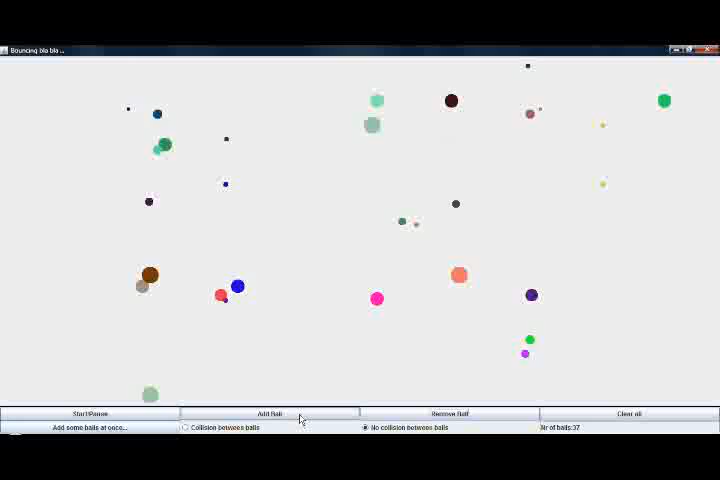 Bouncing bla bla ...
Start/Pause Add Ball Remove Ball Clear all
Add some balls at once... Collision between balls No collision between balls Nr of balls:37